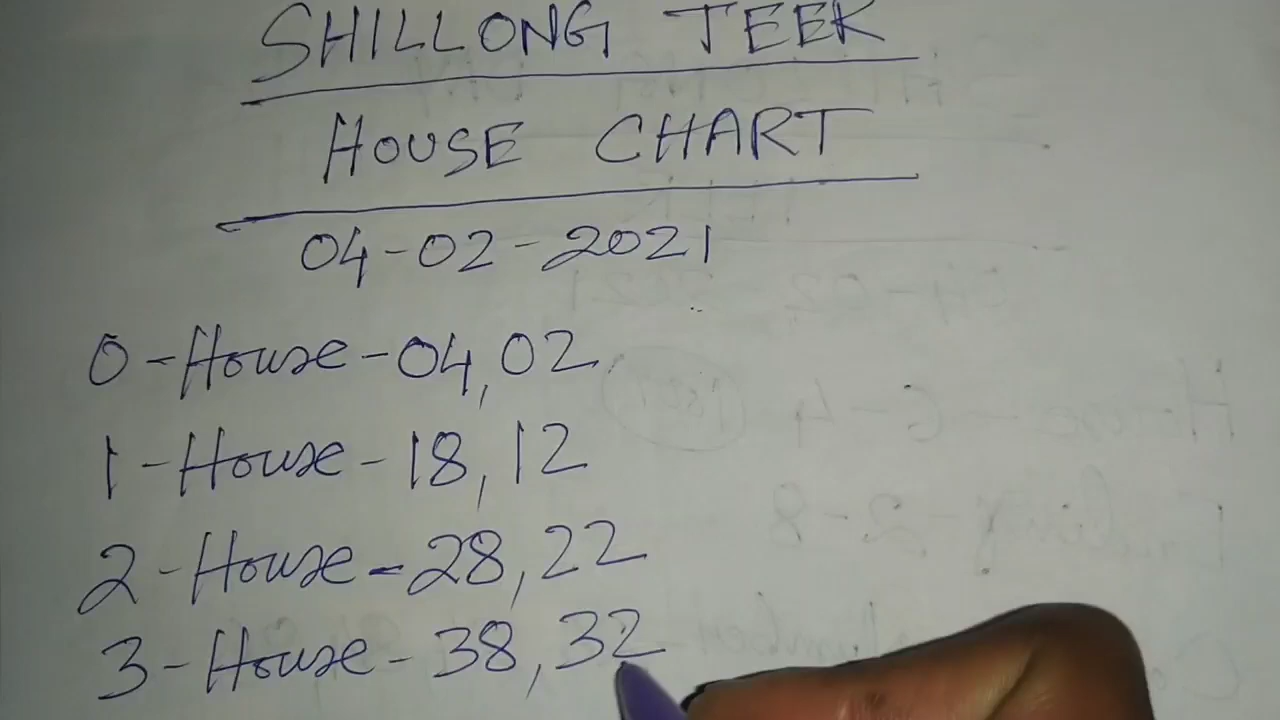 SHILLONG TEEK
HOUSE CHART
04-02-2021
0-House-04,02
1-House-18,12
2-House-28,22
3-House-38,32